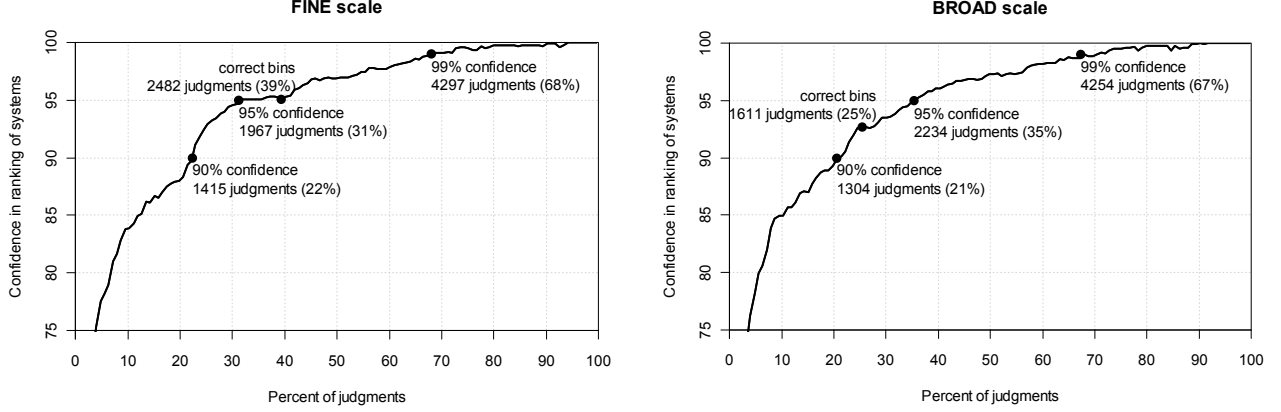 FINE scale
Confidence in ranking of systems
100
95
90
85
80
75
correct bins
2482 judgments (39%)
99% confidence
4297 judgments (68%)
95% confidence
1967 judgments (31%)
90% confidence
1415 judgments (22%)
0 10 20 30 40 50 60 70 80 90 100
Percent of judgments
BROAD scale
Confidence in ranking of systems
100
95
90
85
80
75
99% confidence
4254 judgments (67%)
correct bins
1611 judgments (25%)
95% confidence
2234 judgments (35%)
90% confidence
1304 judgments (21%)
0 10 20 30 40 50 60 70 80 90 100
Percent of judgments